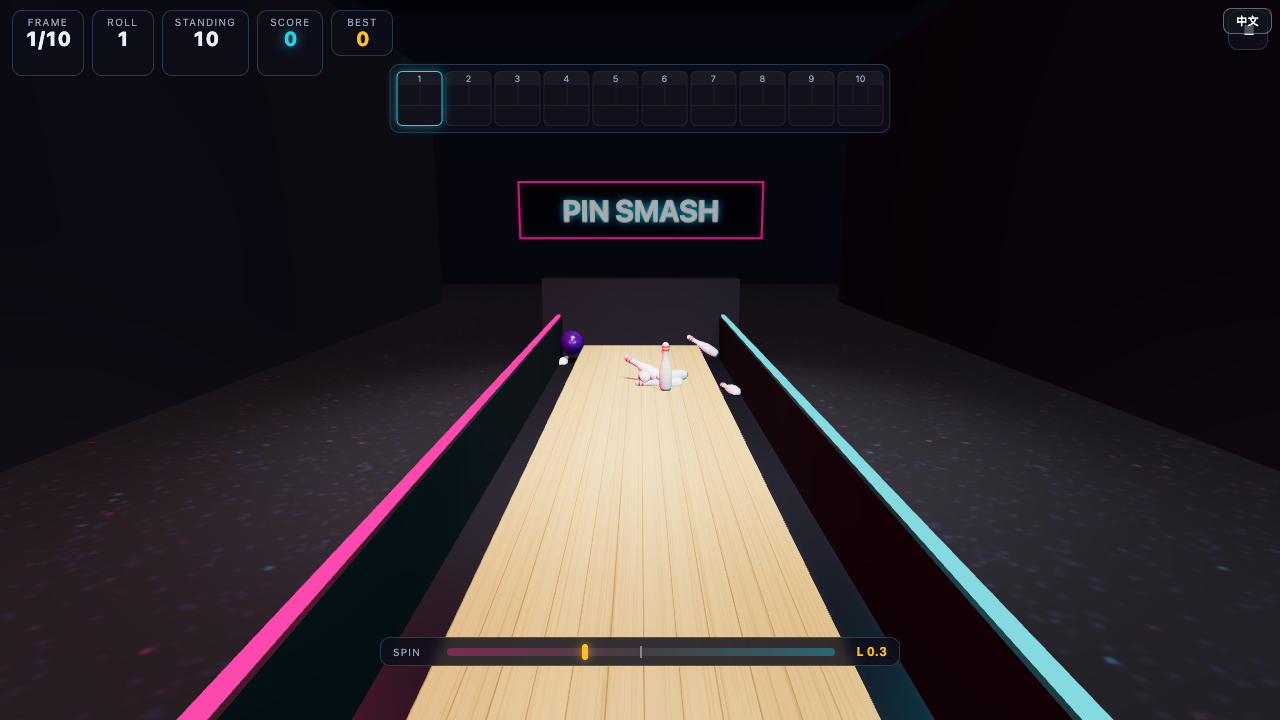 FRAME
1/10
ROLL
1
STANDING
10
SCORE
0
BEST
0
中文
1 2 3 4 5 6 7 8 9 10
PIN SMASH
SPIN L 0.3